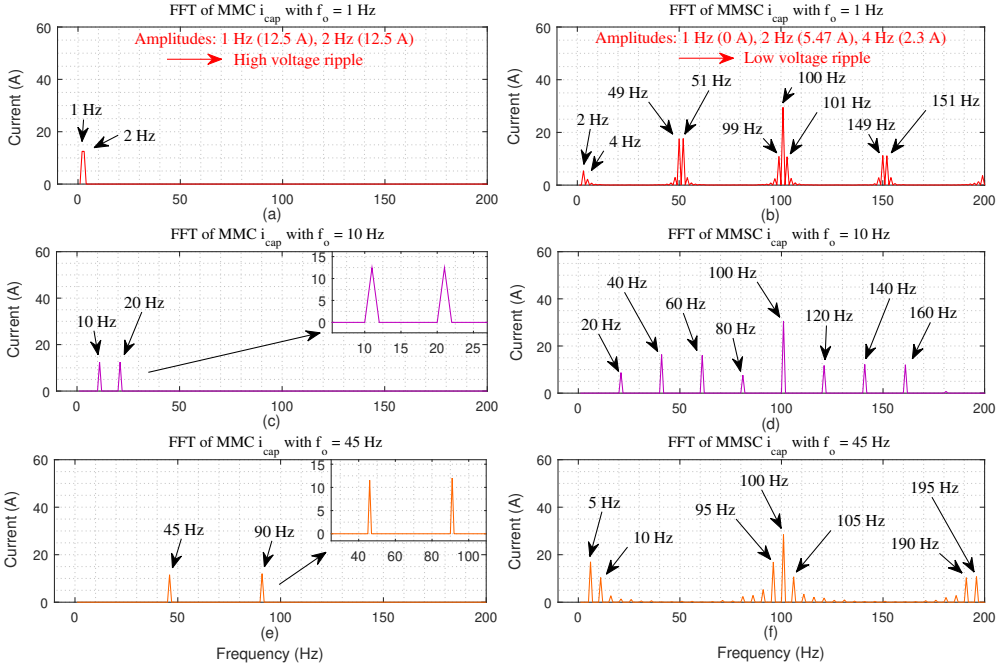 FFT of MMC i_cap with f_o = 1 Hz
Amplitudes: 1 Hz (12.5 A), 2 Hz (12.5 A)
High voltage ripple
1 Hz
2 Hz
Current (A)
60
40
20
0
0 50 100 150 200
(a)
FFT of MMSC i_cap with f_o = 1 Hz
Amplitudes: 1 Hz (0 A), 2 Hz (5.47 A), 4 Hz (2.3 A)
Low voltage ripple
2 Hz
4 Hz
49 Hz
51 Hz
99 Hz
100 Hz
101 Hz
149 Hz
151 Hz
Current (A)
60
40
20
0
0 50 100 150 200
(b)
FFT of MMC i_cap with f_o = 10 Hz
10 Hz
20 Hz
15
10
5
0
10 15 20 25
Current (A)
60
40
20
0
0 50 100 150 200
(c)
FFT of MMSC i_cap with f_o = 10 Hz
20 Hz
40 Hz
60 Hz
80 Hz
100 Hz
120 Hz
140 Hz
160 Hz
Current (A)
60
40
20
0
0 50 100 150 200
(d)
FFT of MMC i_cap with f_o = 45 Hz
45 Hz
90 Hz
15
10
5
0
40 60 80 100
Current (A)
60
40
20
0
0 50 100 150 200
(e)
Frequency (Hz)
FFT of MMSC i_cap with f_o = 45 Hz
5 Hz
10 Hz
95 Hz
100 Hz
105 Hz
190 Hz
195 Hz
Current (A)
60
40
20
0
0 50 100 150 200
(f)
Frequency (Hz)